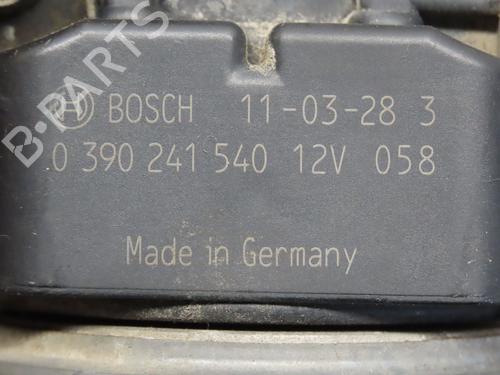 B-PARTS
BOSCH 11-03-28 3
0 390 241 540 12V 058
Made in Germany